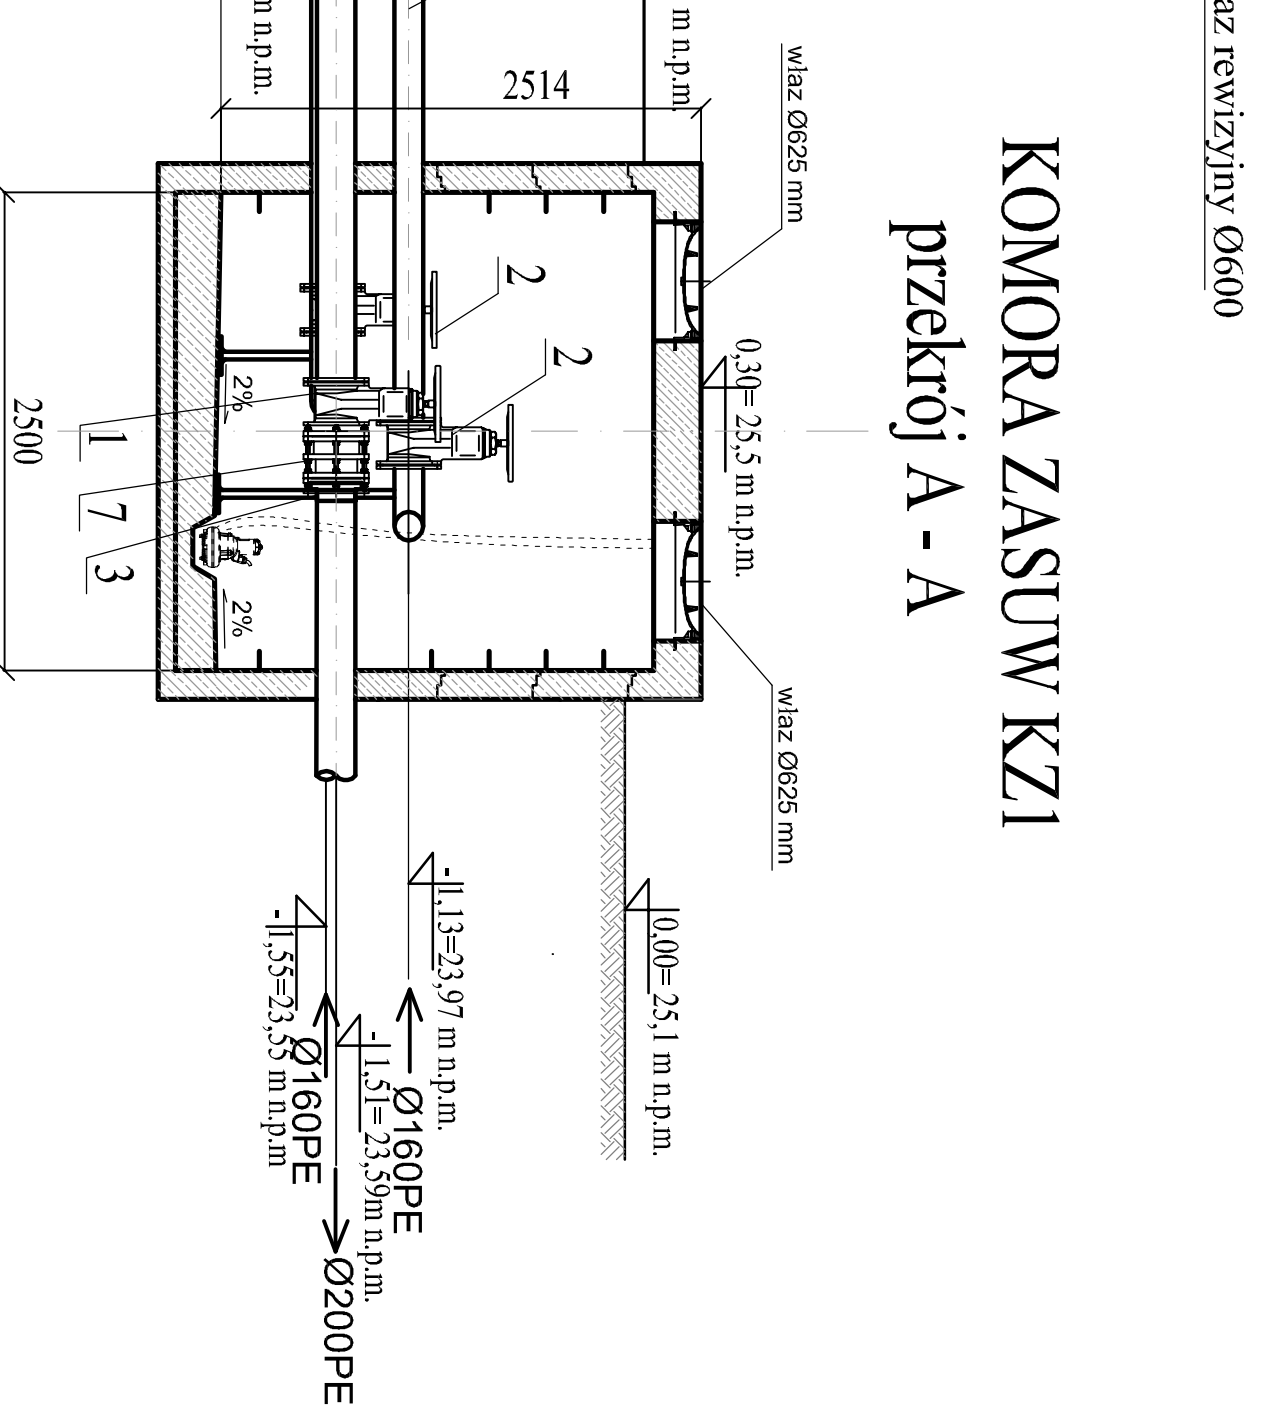 az rewizyjny Ø600
KOMORA ZASUW KZ1
przekrój A - A
właz Ø625 mm
właz Ø625 mm
m n.p.m.
m n.p.m.
2514
0,30= 25,5 m n.p.m.
0,00= 25,1 m n.p.m.
2
2
-1,13=23,97 m n.p.m.
Ø160PE
- 1,51= 23,59m n.p.m.
Ø200PE
Ø160PE
-1,55=23,55 m n.p.m
2%
2%
1
7
3
2500